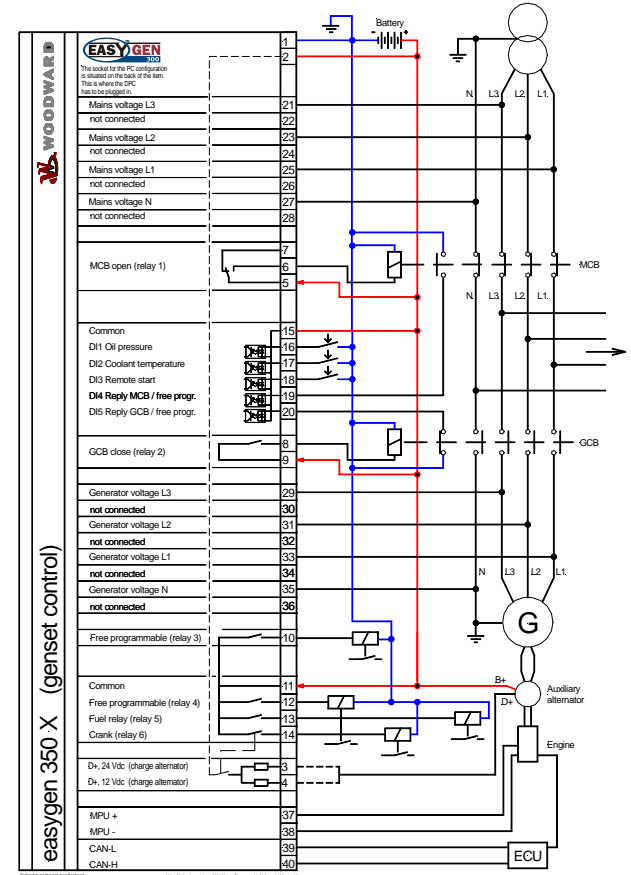 WOODWARD
easygen 350 X (genset control)
EASYGEN
300
The socket for the PC configuration
is situated on the back of the item.
This is where the DPC
has to be plugged in.
Battery
- +
1
2
Mains voltage L3 21
not connected 22
Mains voltage L2 23
not connected 24
Mains voltage L1 25
not connected 26
Mains voltage N 27
not connected 28
N L3 L2 L1.
7
MCB open (relay 1) 6
5
MCB
N L3 L2 L1.
Common 15
DI1 Oil pressure 16
DI2 Coolant temperature 17
DI3 Remote start 18
DI4 Reply MCB / free progr. 19
DI5 Reply GCB / free progr. 20
GCB close (relay 2) 8
9
GCB
Generator voltage L3 29
not connected 30
Generator voltage L2 31
not connected 32
Generator voltage L1 33
not connected 34
Generator voltage N 35
not connected 36
N L3 L2 L1.
G
Free programmable (relay 3) 10
Common 11
Free programmable (relay 4) 12
Fuel relay (relay 5) 13
Crank (relay 6) 14
B+
D+
Auxiliary
alternator
Engine
D+, 24 Vdc (charge alternator) 3
D+, 12 Vdc (charge alternator) 4
MPU + 37
MPU - 38
CAN-L 39
CAN-H 40
ECU